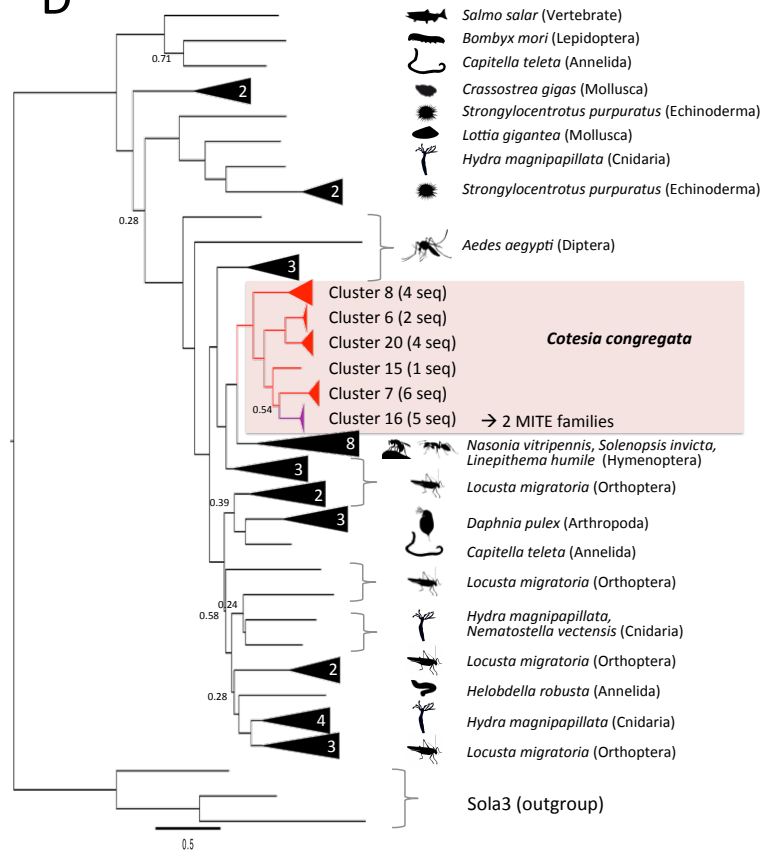 D
Salmo salar (Vertebrate)
Bombyx mori (Lepidoptera)
0.71
Capitella teleta (Annelida)
2
Crassostrea gigas (Mollusca)
Strongylocentrotus purpuratus (Echinoderma)
Lottia gigantea (Mollusca)
Hydra magnipapillata (Cnidaria)
2
Strongylocentrotus purpuratus (Echinoderma)
0.28
Aedes aegypti (Diptera)
3
Cluster 8 (4 seq)
Cluster 6 (2 seq)
Cluster 20 (4 seq)
Cotesia congregata
Cluster 15 (1 seq)
Cluster 7 (6 seq)
0.54
Cluster 16 (5 seq) → 2 MITE families
8
Nasonia vitripennis, Solenopsis invicta,
Linepithema humile (Hymenoptera)
3
2
Locusta migratoria (Orthoptera)
0.39
3
Daphnia pulex (Arthropoda)
Capitella teleta (Annelida)
Locusta migratoria (Orthoptera)
0.24
0.58
Hydra magnipapillata,
Nematostella vectensis (Cnidaria)
2
Locusta migratoria (Orthoptera)
0.28
Helobdella robusta (Annelida)
4
Hydra magnipapillata (Cnidaria)
3
Locusta migratoria (Orthoptera)
Sola3 (outgroup)
0.5